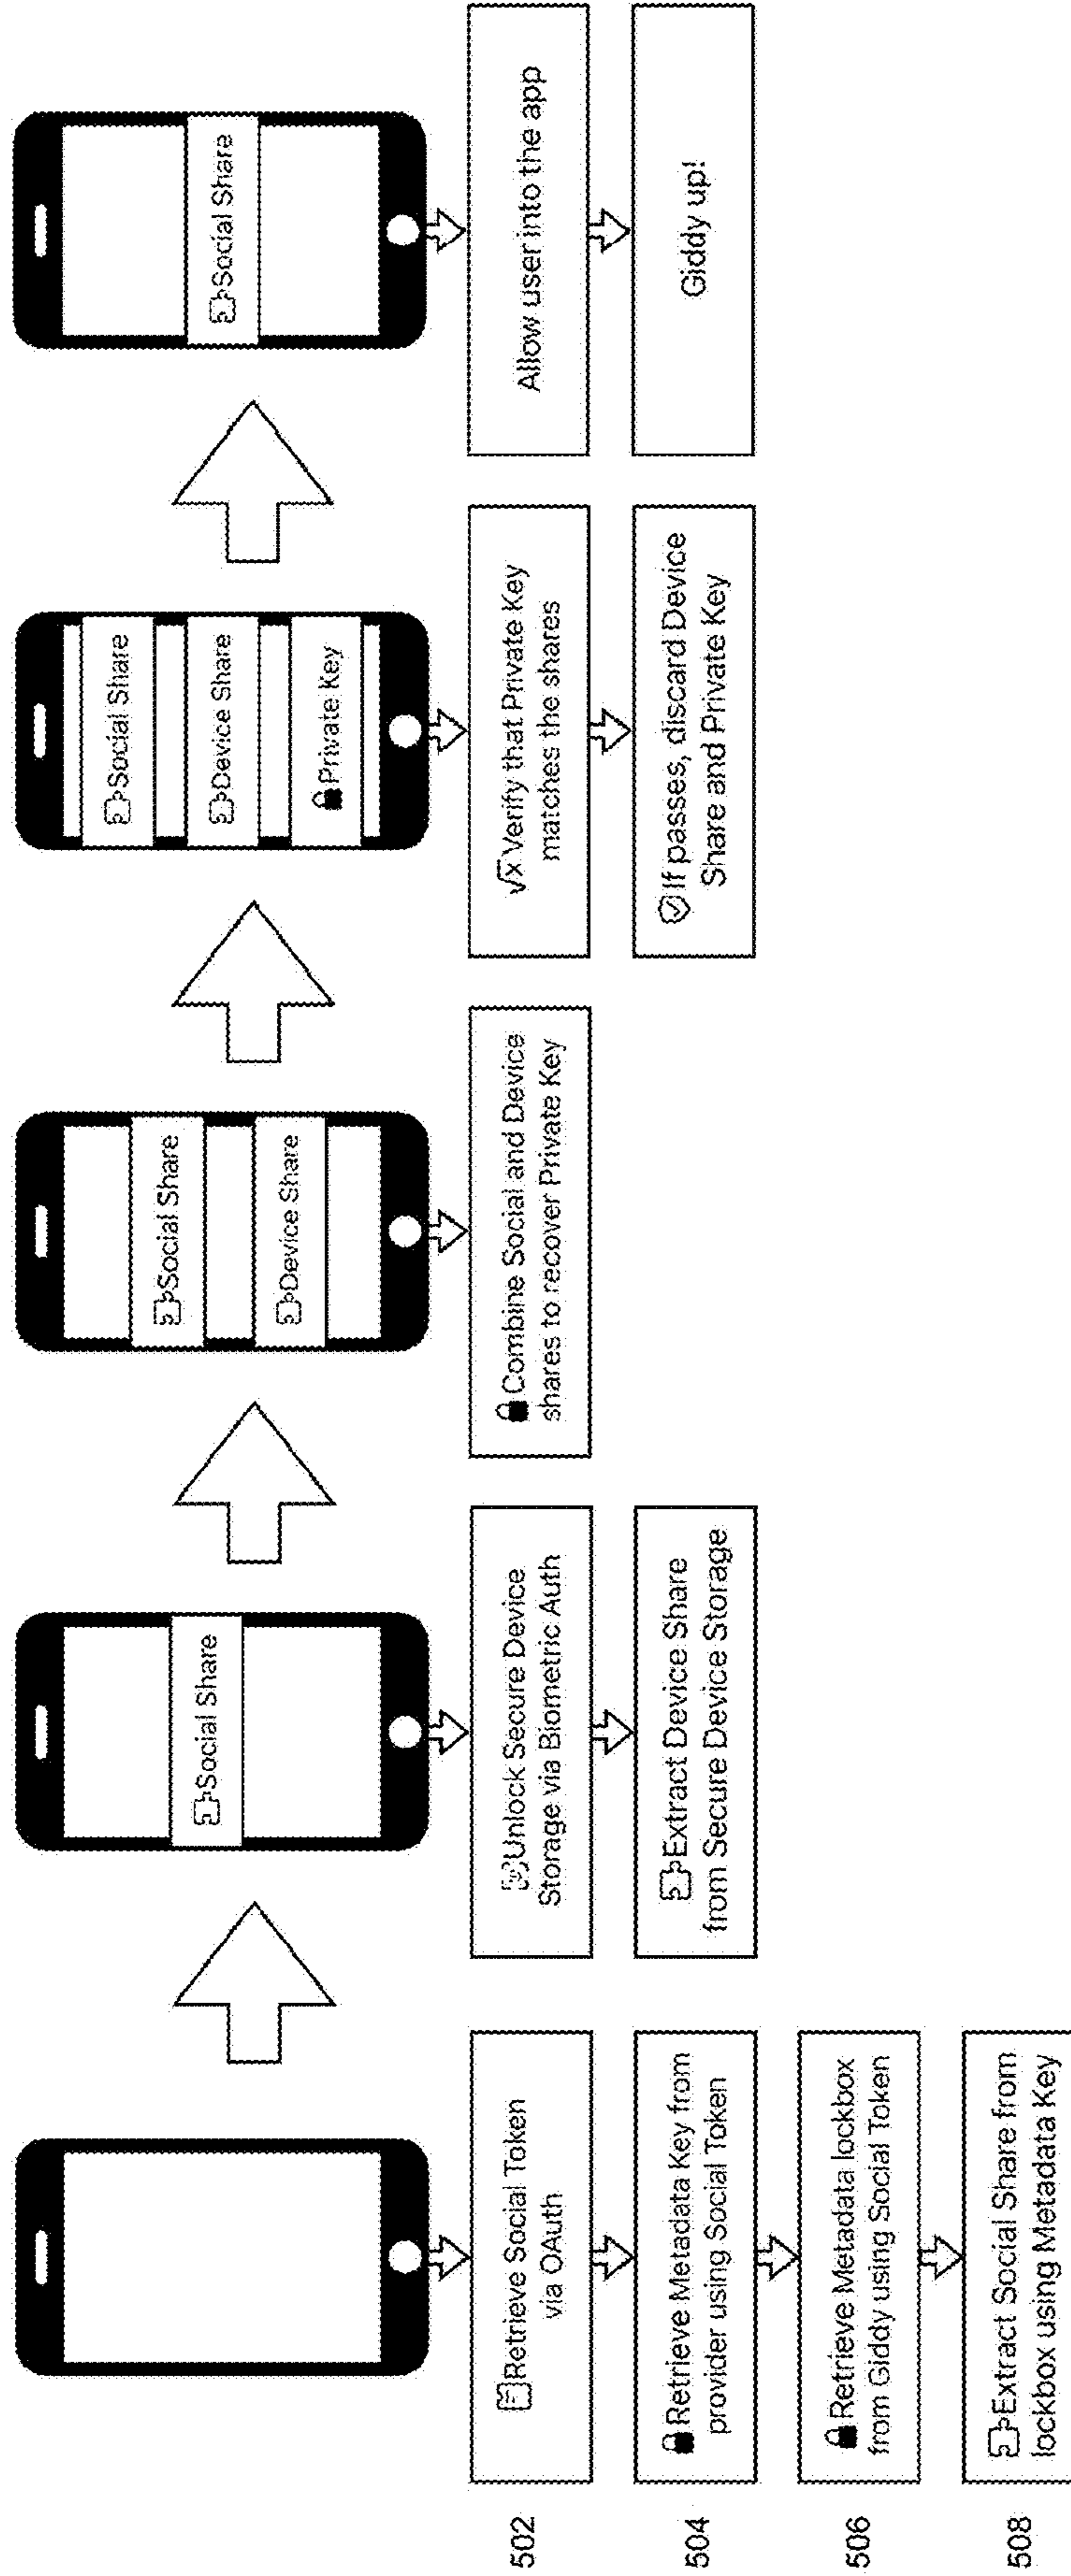 Social Share
Social Share
Device Share
Social Share
Device Share
Private Key
Social Share
502
Retrieve Social Token
via OAuth
Unlock Secure Device
Storage via Biometric Auth
Combine Social and Device
shares to recover Private Key
√x Verify that Private Key
matches the shares
Allow user into the app
504
Retrieve Metadata Key from
provider using Social Token
Extract Device Share
from Secure Device Storage
If passes, discard Device
Share and Private Key
Giddy up!
506
Retrieve Metadata lockbox
from Giddy using Social Token
508
Extract Social Share from
lockbox using Metadata Key